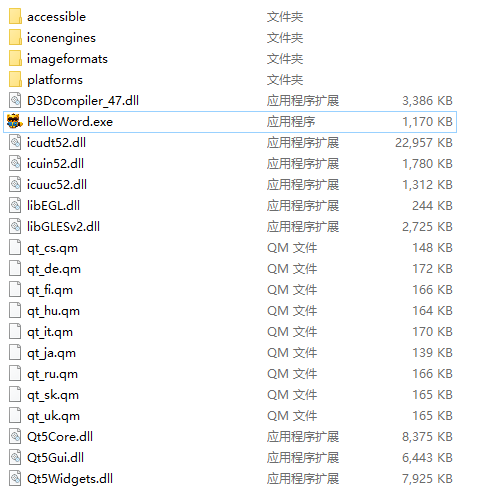 accessible 文件夹
iconengines 文件夹
imageformats 文件夹
platforms 文件夹
D3Dcompiler_47.dll 应用程序扩展 3,386 KB
HelloWord.exe 应用程序 1,170 KB
icudt52.dll 应用程序扩展 22,957 KB
icuin52.dll 应用程序扩展 1,780 KB
icuuc52.dll 应用程序扩展 1,312 KB
libEGL.dll 应用程序扩展 244 KB
libGLESv2.dll 应用程序扩展 2,725 KB
qt_cs.qm QM 文件 148 KB
qt_de.qm QM 文件 172 KB
qt_fi.qm QM 文件 166 KB
qt_hu.qm QM 文件 164 KB
qt_it.qm QM 文件 170 KB
qt_ja.qm QM 文件 139 KB
qt_ru.qm QM 文件 166 KB
qt_sk.qm QM 文件 165 KB
qt_uk.qm QM 文件 165 KB
Qt5Core.dll 应用程序扩展 8,375 KB
Qt5Gui.dll 应用程序扩展 6,443 KB
Qt5Widgets.dll 应用程序扩展 7,925 KB